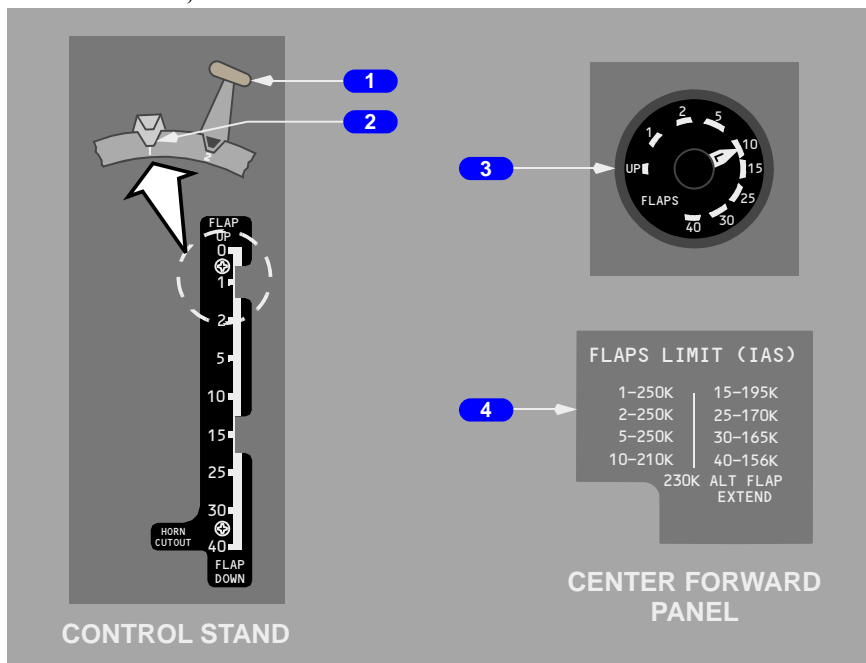 1
2
1
2
FLAP
UP
0
1
2
5
10
15
25
30
40
HORN
CUTOUT
FLAP
DOWN
CONTROL STAND
3
UP
1
2
5
10
15
25
30
40
FLAPS
4
FLAPS LIMIT (IAS)
1-250K 15-195K
2-250K 25-170K
5-250K 30-165K
10-210K 40-156K
230K ALT FLAP
EXTEND
CENTER FORWARD
PANEL